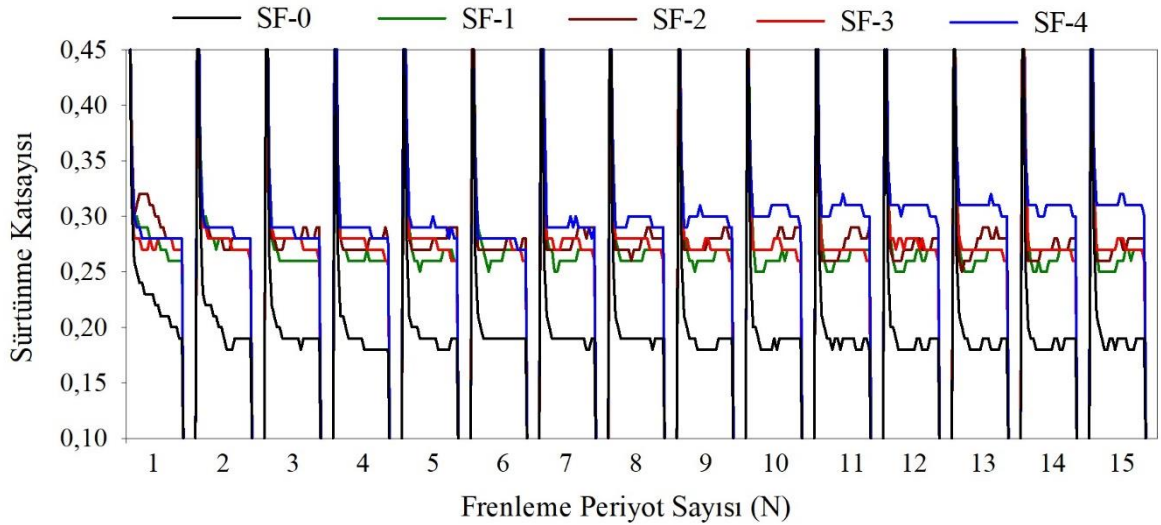 SF-0 SF-1 SF-2 SF-3 SF-4
0,45
0,40
0,35
0,30
0,25
0,20
0,15
0,10
Sürtünme Katsayısı
1 2 3 4 5 6 7 8 9 10 11 12 13 14 15
Frenleme Periyot Sayısı (N)